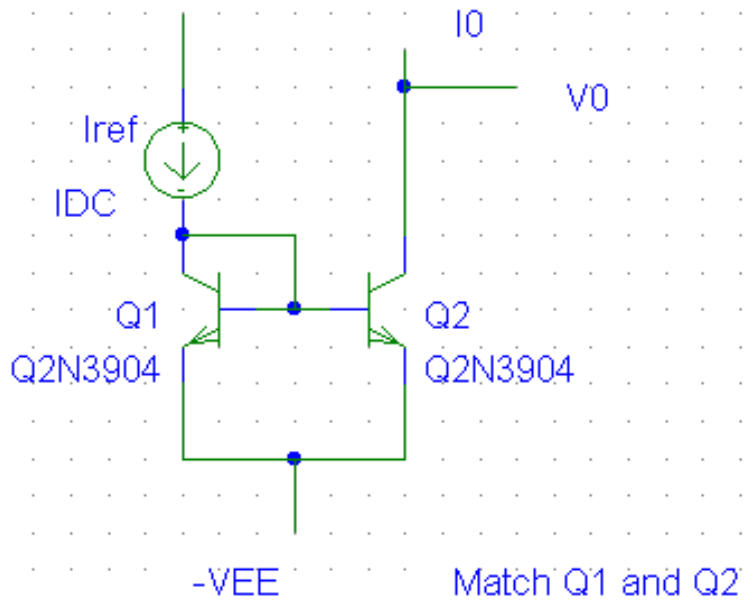 I0
V0
Iref
IDC
Q1
Q2
Q2N3904
Q2N3904
-VEE
Match Q1 and Q2